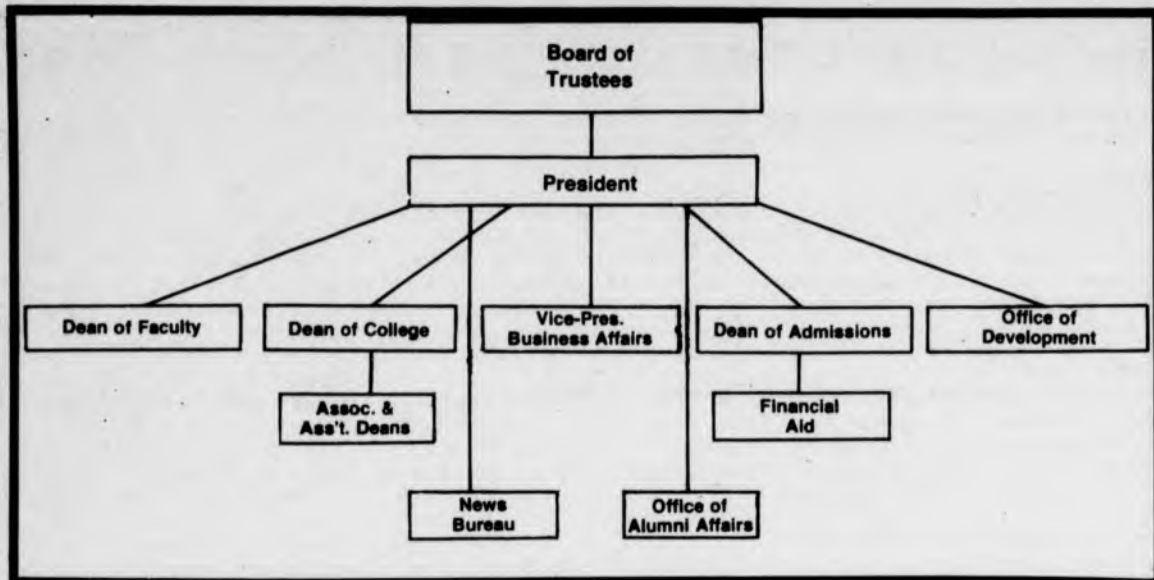 Board of
Trustees
President
Dean of Faculty
Dean of College
Vice-Pres.
Business Affairs
Dean of Admissions
Office of
Development
Assoc. &
Ass't. Deans
Financial
Aid
News
Bureau
Office of
Alumni Affairs